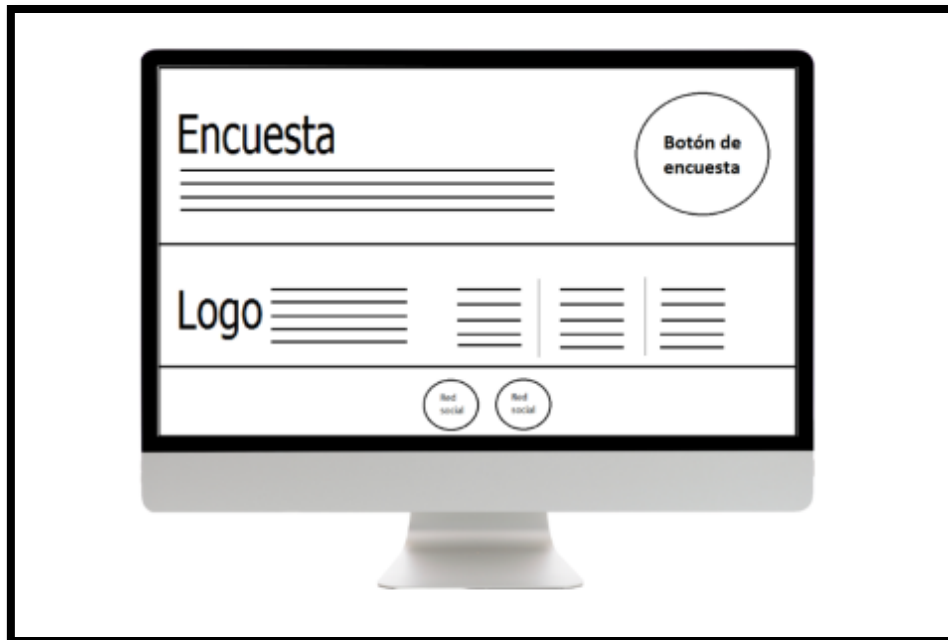 Encuesta
Botón de
encuesta
Logo
Red
social
Red
social